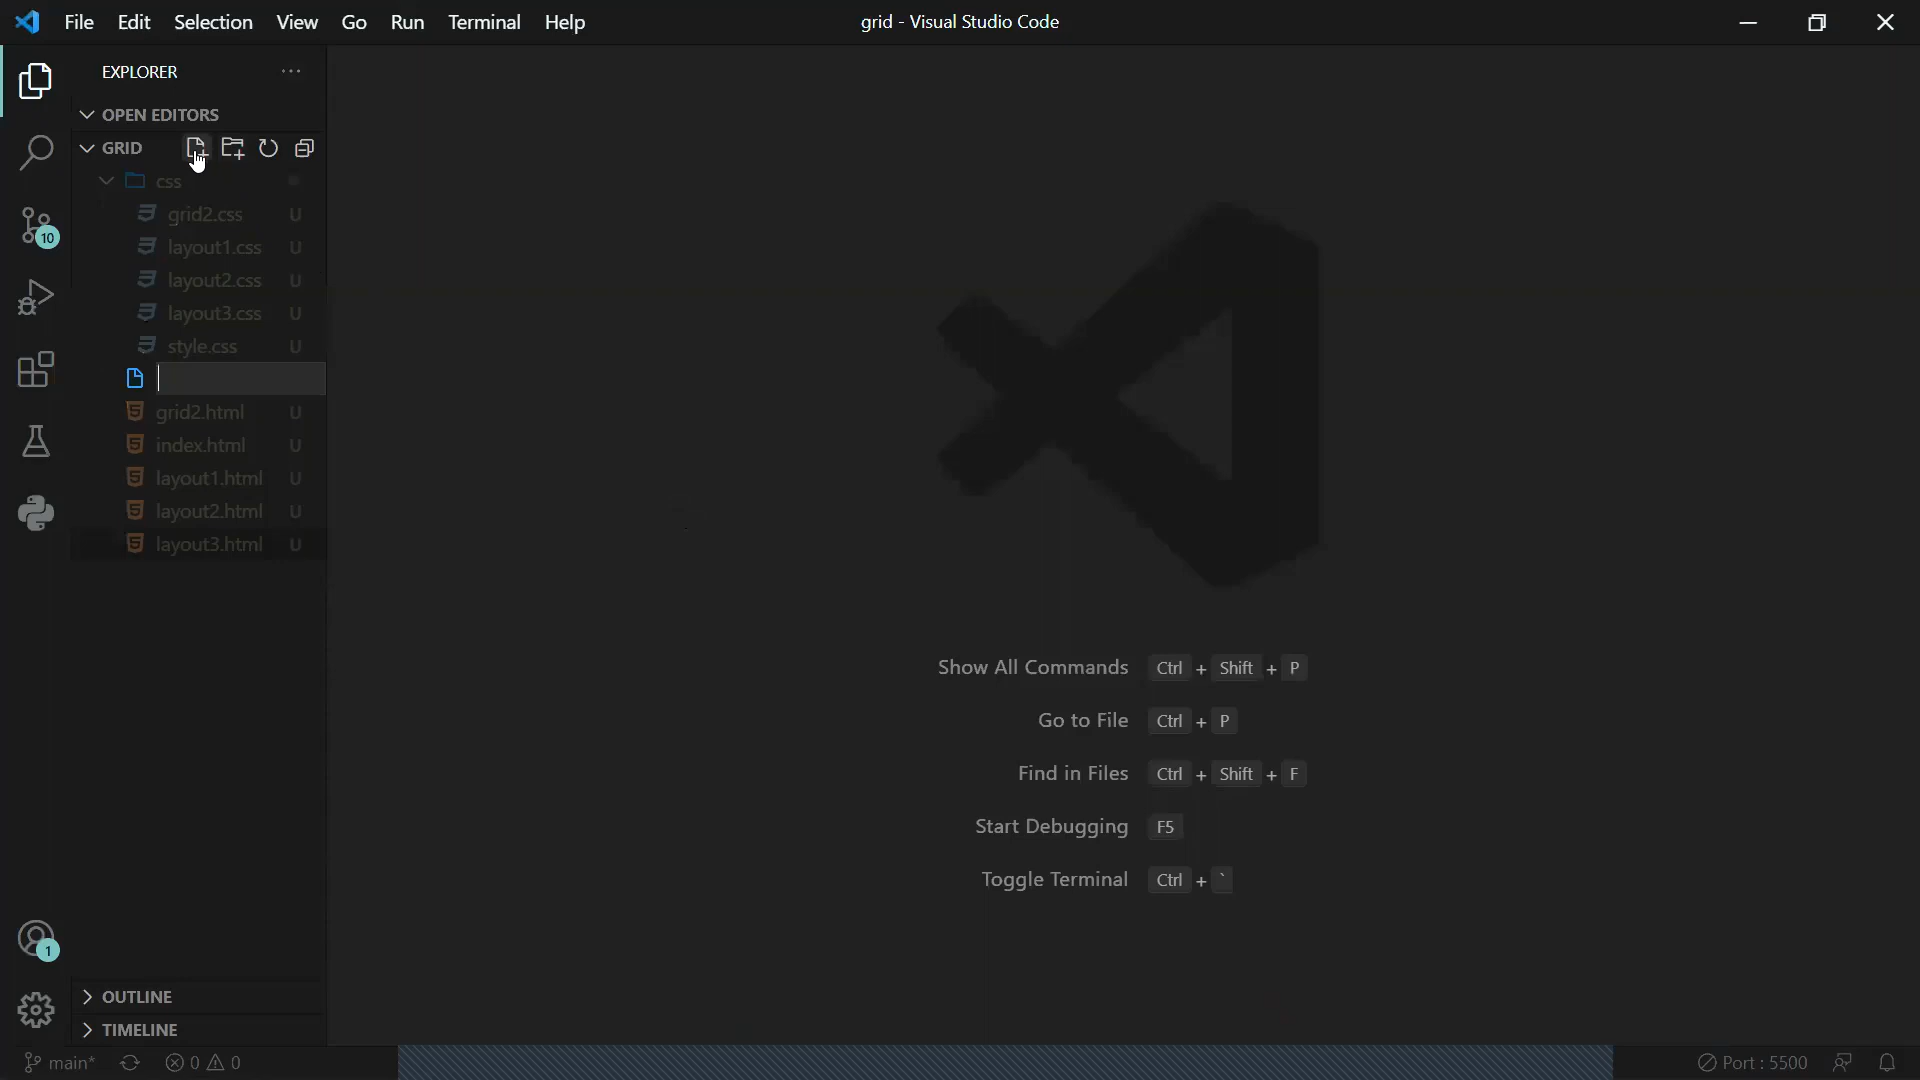 File Edit Selection View Go Run Terminal Help grid - Visual Studio Code
EXPLORER
OPEN EDITORS
GRID
css
grid2.css U
layout1.css U
layout2.css U
layout3.css U
style.css U
grid2.html U
index.html U
layout1.html U
layout2.html U
layout3.html U
10
1
OUTLINE
TIMELINE
Show All Commands Ctrl + Shift + P
Go to File Ctrl + P
Find in Files Ctrl + Shift + F
Start Debugging F5
Toggle Terminal Ctrl + `
main* 0 0 Port : 5500